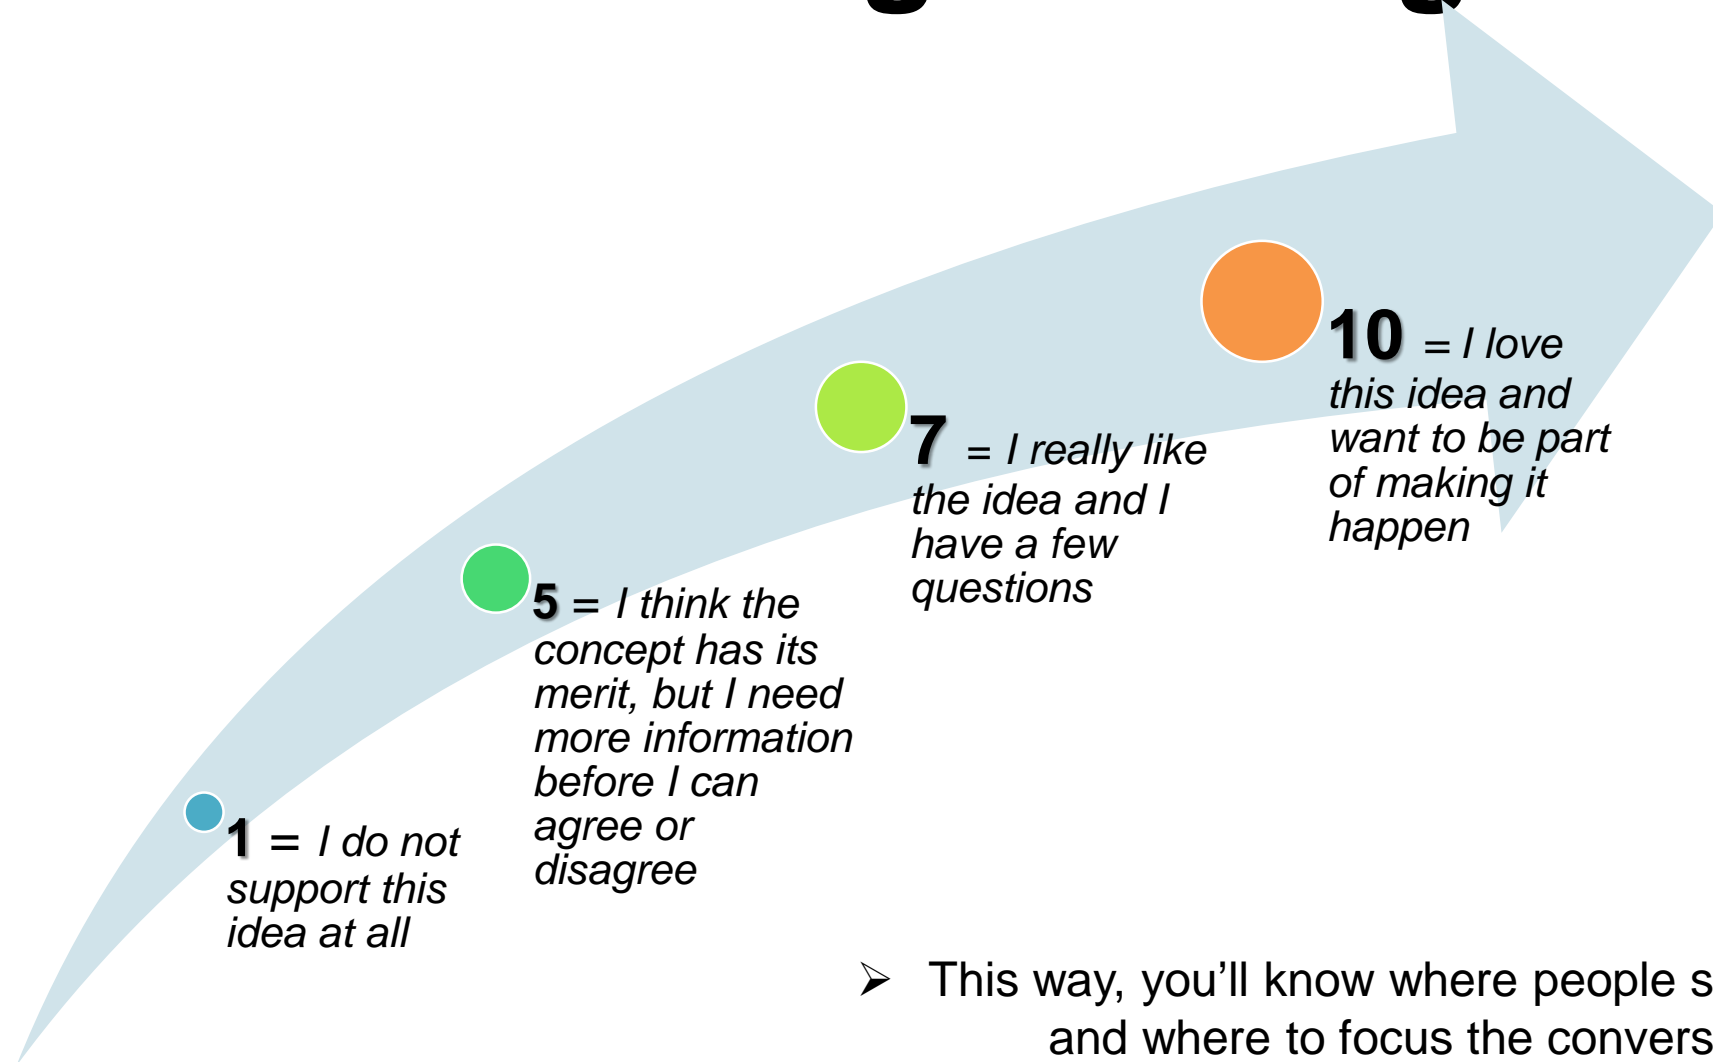 1 = I do not
support this
idea at all
5 = I think the
concept has its
merit, but I need
more information
before I can
agree or
disagree
7 = I really like
the idea and I
have a few
questions
10 = I love
this idea and
want to be part
of making it
happen
➢ This way, you’ll know where people
and where to focus the